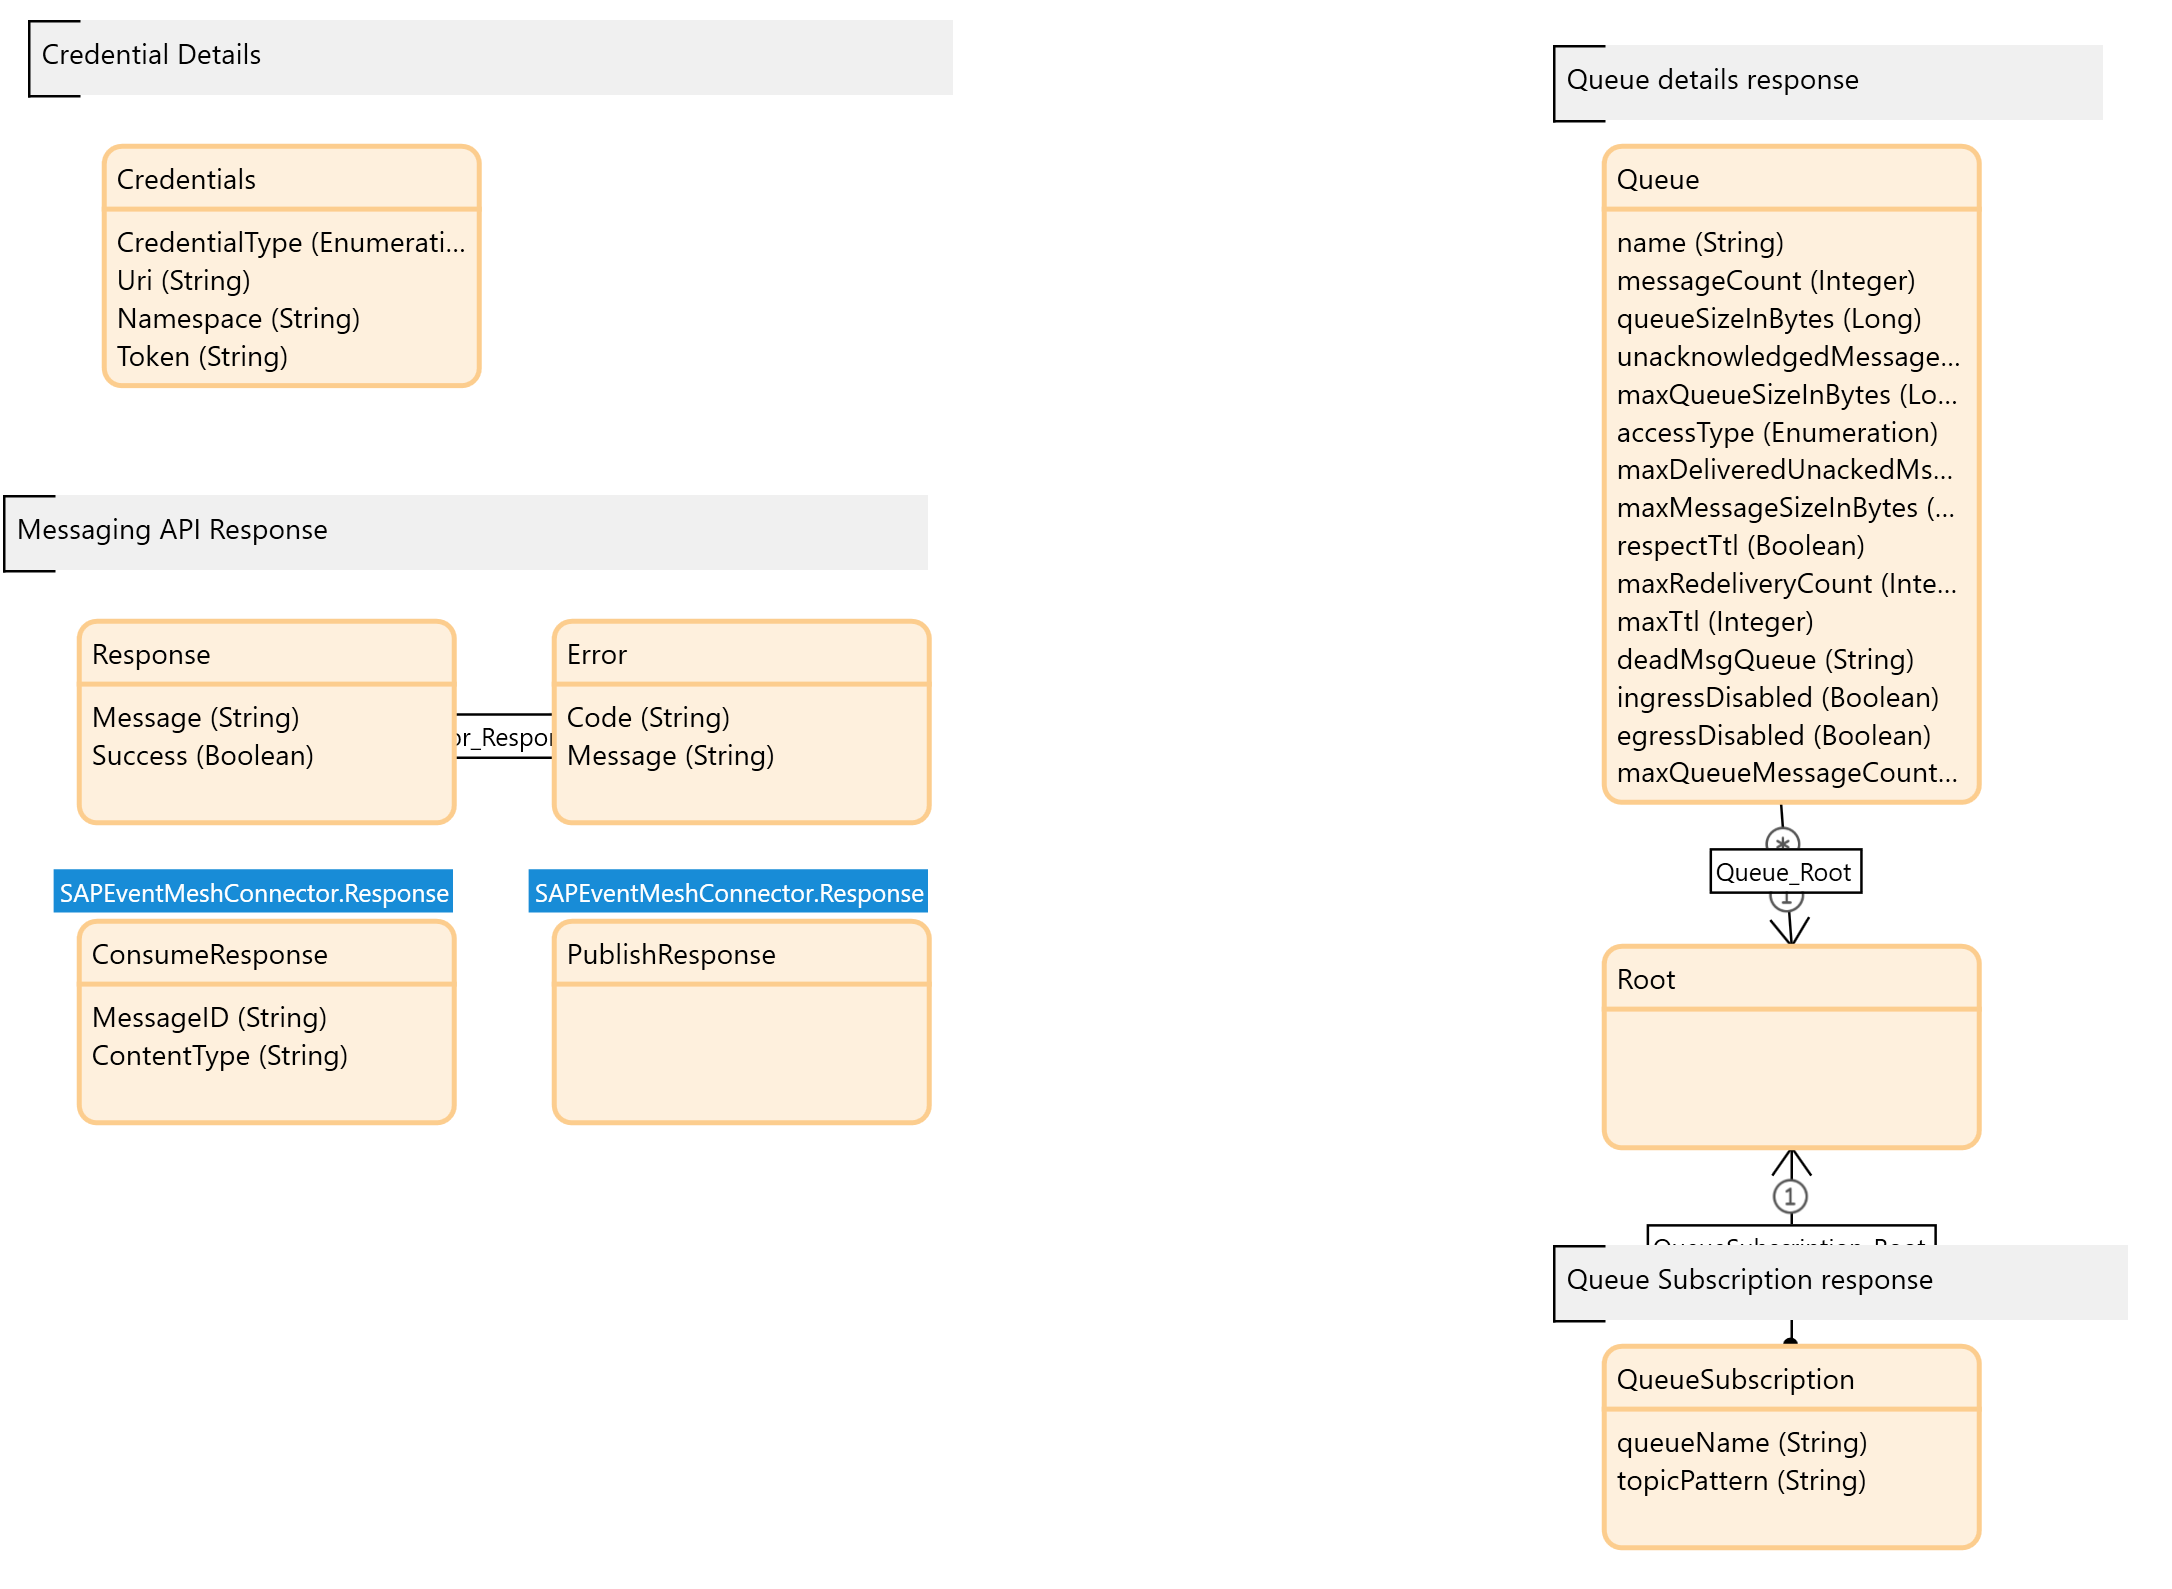 Credential Details
Credentials
CredentialType (Enumerati...
Uri (String)
Namespace (String)
Token (String)
Messaging API Response
Response
Message (String)
Success (Boolean)
Error
Code (String)
Message (String)
SAPEventMeshConnector.Response
ConsumeResponse
MessageID (String)
ContentType (String)
SAPEventMeshConnector.Response
PublishResponse
Queue details response
Queue
name (String)
messageCount (Integer)
queueSizeInBytes (Long)
unacknowledgedMessage...
maxQueueSizeInBytes (Lo...
accessType (Enumeration)
maxDeliveredUnackedMs...
maxMessageSizeInBytes (...
respectTtl (Boolean)
maxRedeliveryCount (Inte...
maxTtl (Integer)
deadMsgQueue (String)
ingressDisabled (Boolean)
egressDisabled (Boolean)
maxQueueMessageCount...
*
Queue_Root
1
Root
1
Queue Subscription response
QueueSubscription
queueName (String)
topicPattern (String)